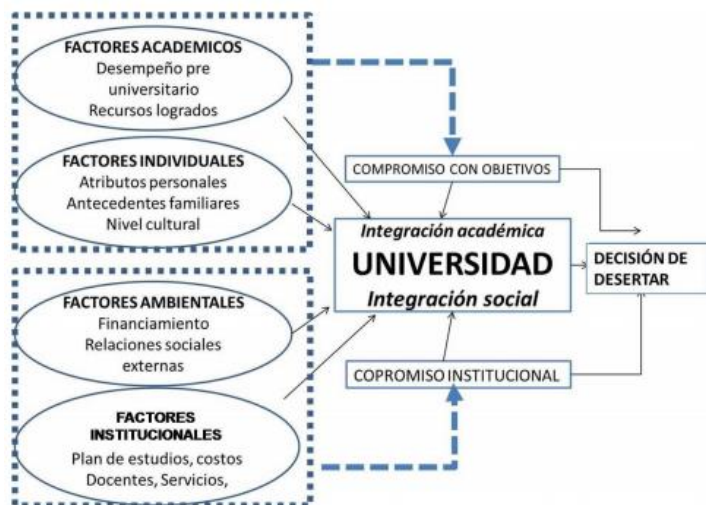 FACTORES ACADEMICOS
Desempeño pre
universitario
Recursos logrados
FACTORES INDIVIDUALES
Atributos personales
Antecedentes familiares
Nivel cultural
FACTORES AMBIENTALES
Financiamiento
Relaciones sociales
externas
FACTORES
INSTITUCIONALES
Plan de estudios, costos
Docentes, Servicios,
COMPROMISO CON OBJETIVOS
Integración académica
UNIVERSIDAD
Integración social
COPROMISO INSTITUCIONAL
DECISIÓN DE
DESERTAR